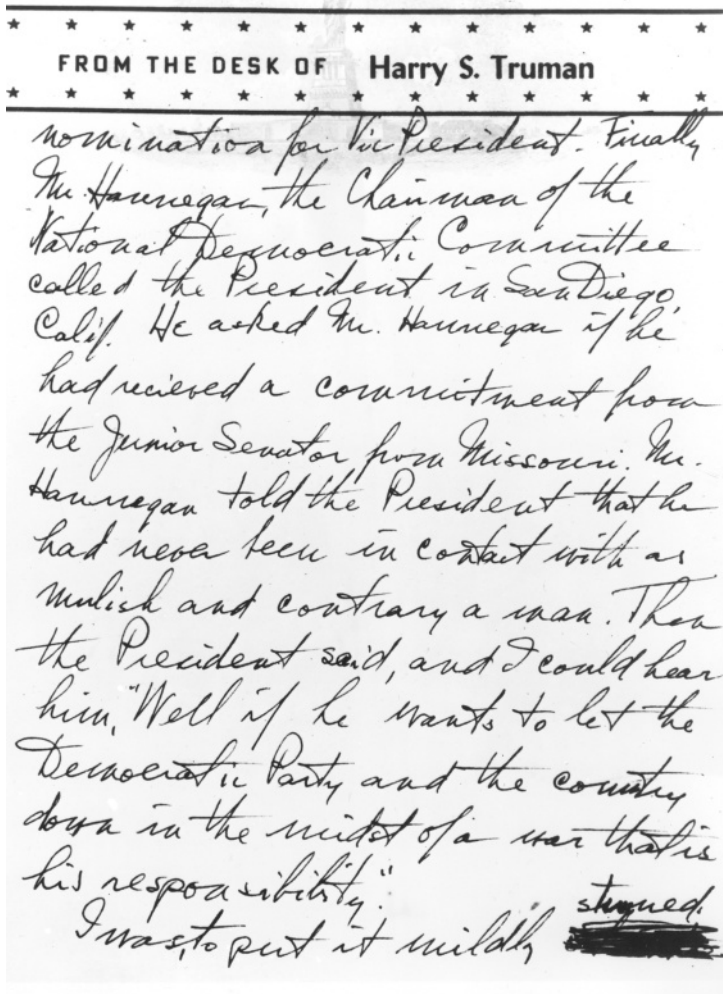 FROM THE DESK OF Harry S. Truman
nomination for Vic President. Finally
Mr. Hannegan, the Chairman of the
National Democratic Committee
called the President in San Diego,
Calif. He asked Mr. Hannegan if he
had recieved a commitment from
the Junior Senator from Missouri. Mr.
Hannegan told the President that he
had never been in contact with as
mulish and contrary a man. Then
the President said, and I could hear
him, "Well if he wants to let the
Democratic Party and the country
down in the midst of a war that is
his responsibility."
I was, to put it mildly stunned.